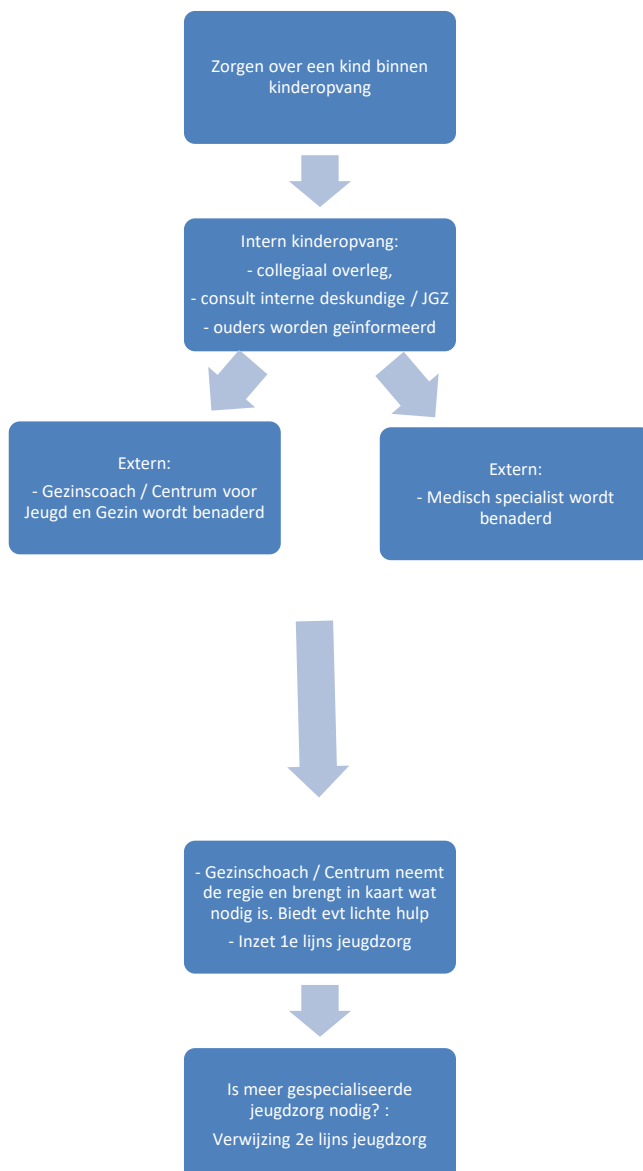 Zorgen over een kind binnen
kinderopvang
Intern kinderopvang:
- collegiaal overleg,
- consult interne deskundige / JGZ
- ouders worden geïnformeerd
Extern:
- Gezinscoach / Centrum voor
Jeugd en Gezin wordt benaderd
Extern:
- Medisch specialist wordt
benaderd
- Gezinschoach / Centrum neemt
de regie en brengt in kaart wat
nodig is. Biedt evt lichte hulp
- Inzet 1e lijns jeugdzorg
Is meer gespecialiseerde
jeugdzorg nodig? :
Verwijzing 2e lijns jeugdzorg